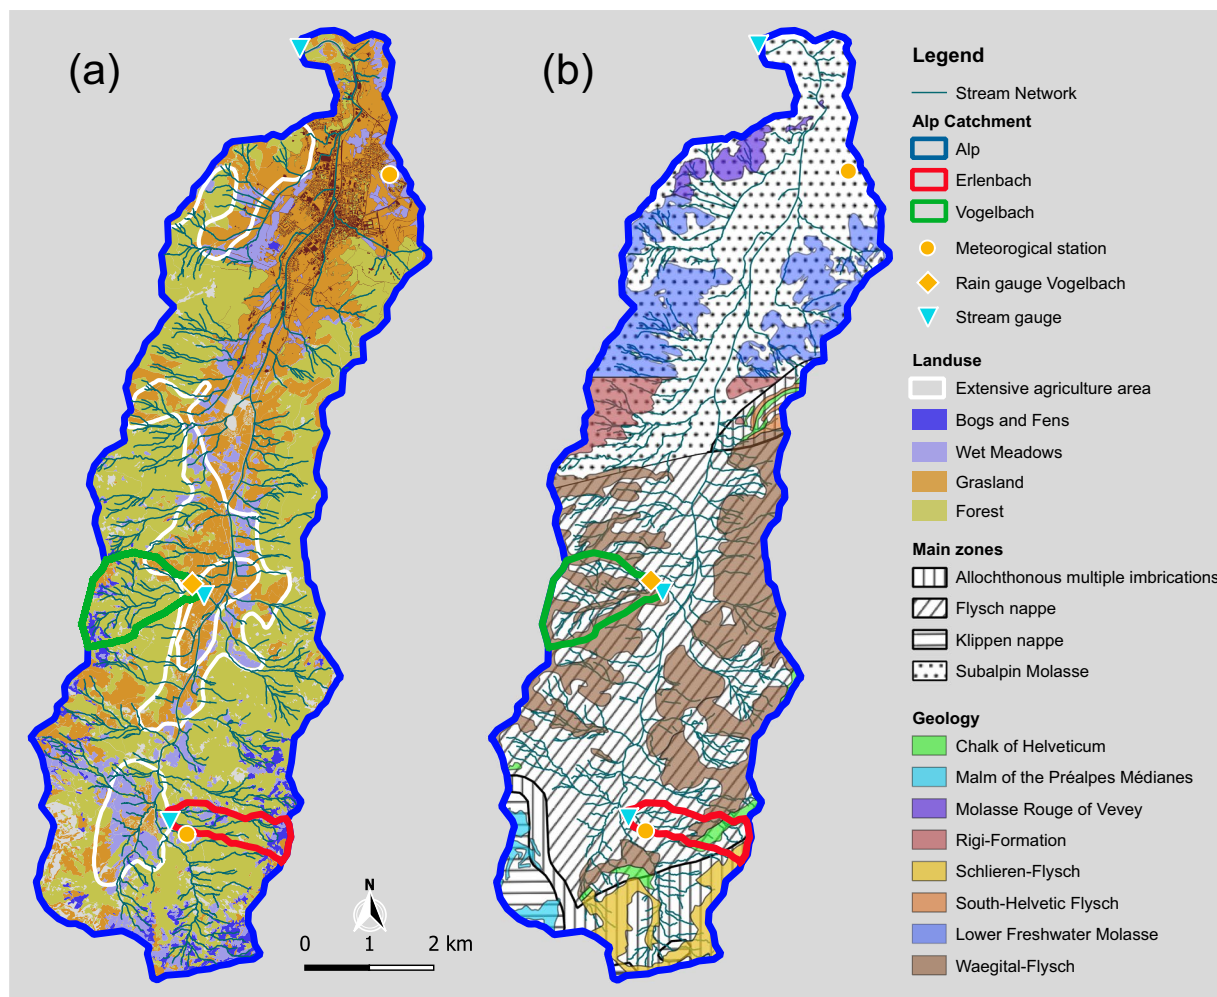 (a)
(b)
N
0 1 2 km
Legend
Stream Network
Alp Catchment
Alp
Erlenbach
Vogelbach
Meteorogical station
Rain gauge Vogelbach
Stream gauge
Landuse
Extensive agriculture area
Bogs and Fens
Wet Meadows
Grasland
Forest
Main zones
Allochthonous multiple imbrications
Flysch nappe
Klippen nappe
Subalpin Molasse
Geology
Chalk of Helveticum
Malm of the Préalpes Médianes
Molasse Rouge of Vevey
Rigi-Formation
Schlieren-Flysch
South-Helvetic Flysch
Lower Freshwater Molasse
Waegital-Flysch